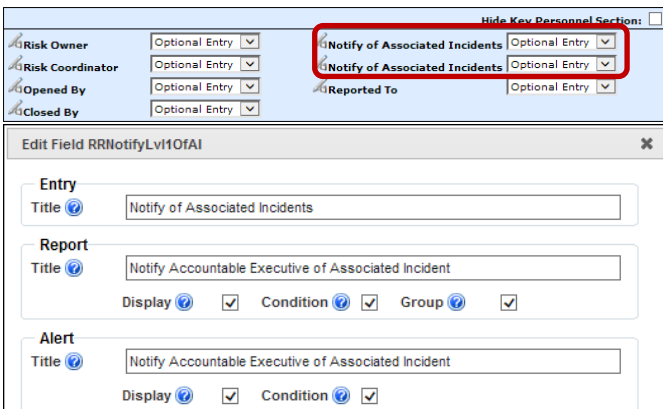 Hide Key Personnel Section:
Risk Owner Optional Entry Notify of Associated Incidents Optional Entry
Risk Coordinator Optional Entry Notify of Associated Incidents Optional Entry
Opened By Optional Entry Reported To Optional Entry
Closed By Optional Entry
Edit Field RRNotifyLvl1OfAI
Entry
Title Notify of Associated Incidents
Report
Title Notify Accountable Executive of Associated Incident
Display Condition Group
Alert
Title Notify Accountable Executive of Associated Incident
Display Condition